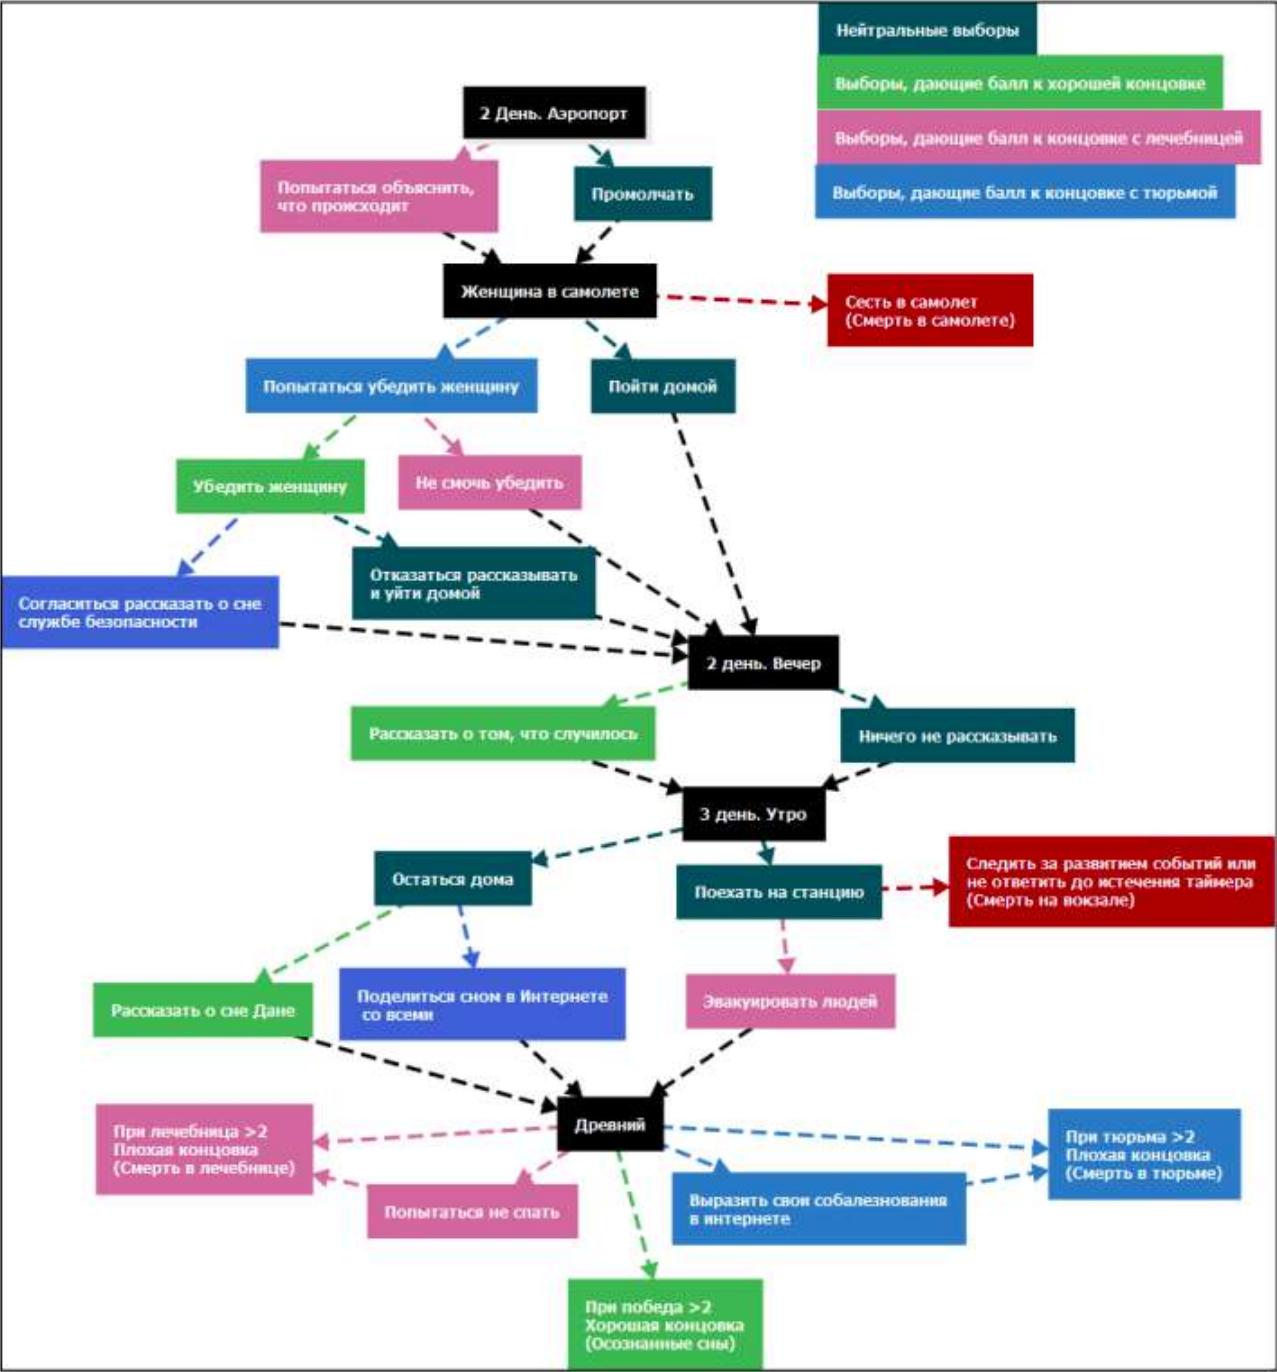 Нейтральные выборы
Выборы, дающие балл к хорошей концовке
2 День. Аэропорт
Выборы, дающие балл к концовке с лечебницей
Попытаться объяснить,
что происходит
Промолчать
Выборы, дающие балл к концовке с тюрьмой
Женщина в самолете
Сесть в самолет
(Смерть в самолете)
Попытаться убедить женщину
Пойти домой
Убедить женщину
Не смочь убедить
Отказаться рассказывать
и уйти домой
Согласиться рассказать о сне
службе безопасности
2 день. Вечер
Рассказать о том, что случилось
Ничего не рассказывать
3 день. Утро
Остаться дома
Поехать на станцию
Следить за развитием событий или
не ответить до истечения таймера
(Смерть на вокзале)
Рассказать о сне Дане
Поделиться сном в Интернете
со всеми
Эвакуировать людей
Древний
При лечебница >2
Плохая концовка
(Смерть в лечебнице)
При тюрьма >2
Плохая концовка
(Смерть в тюрьме)
Попытаться не спать
Выразить свои собалезнования
в интернете
При победа >2
Хорошая концовка
(Осознанные сны)